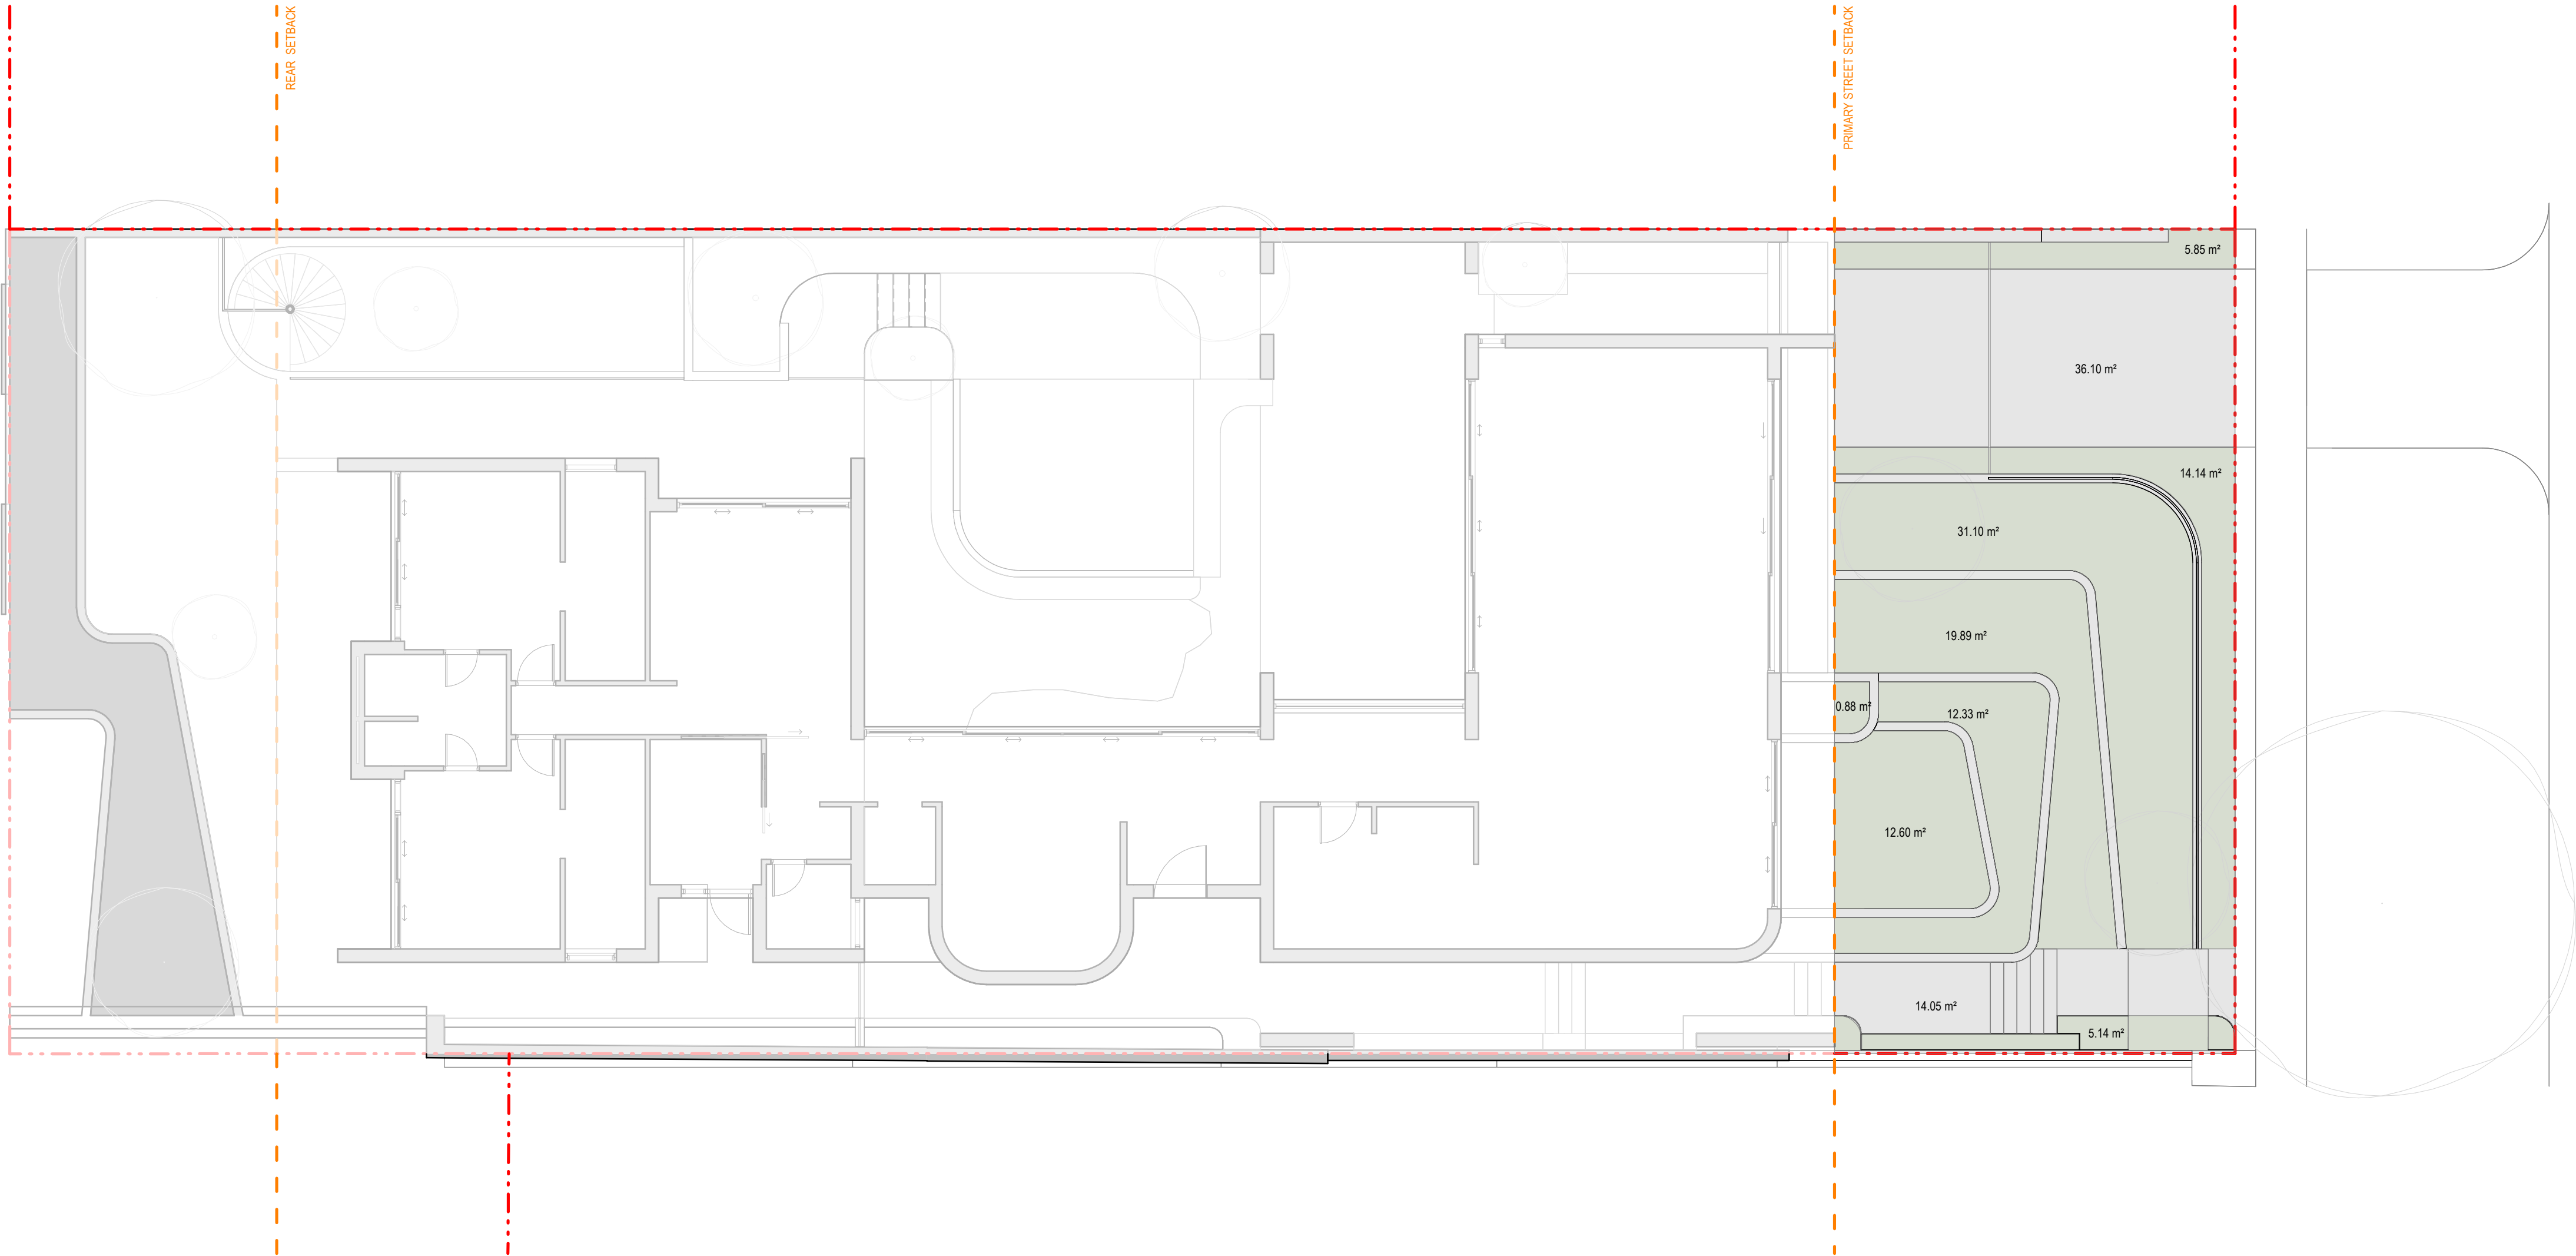 REAR SETBACK
PRIMARY STREET SETBACK
5.85 m²
36.10 m²
14.14 m²
31.10 m²
19.89 m²
0.88 m²
12.33 m²
12.60 m²
14.05 m²
5.14 m²